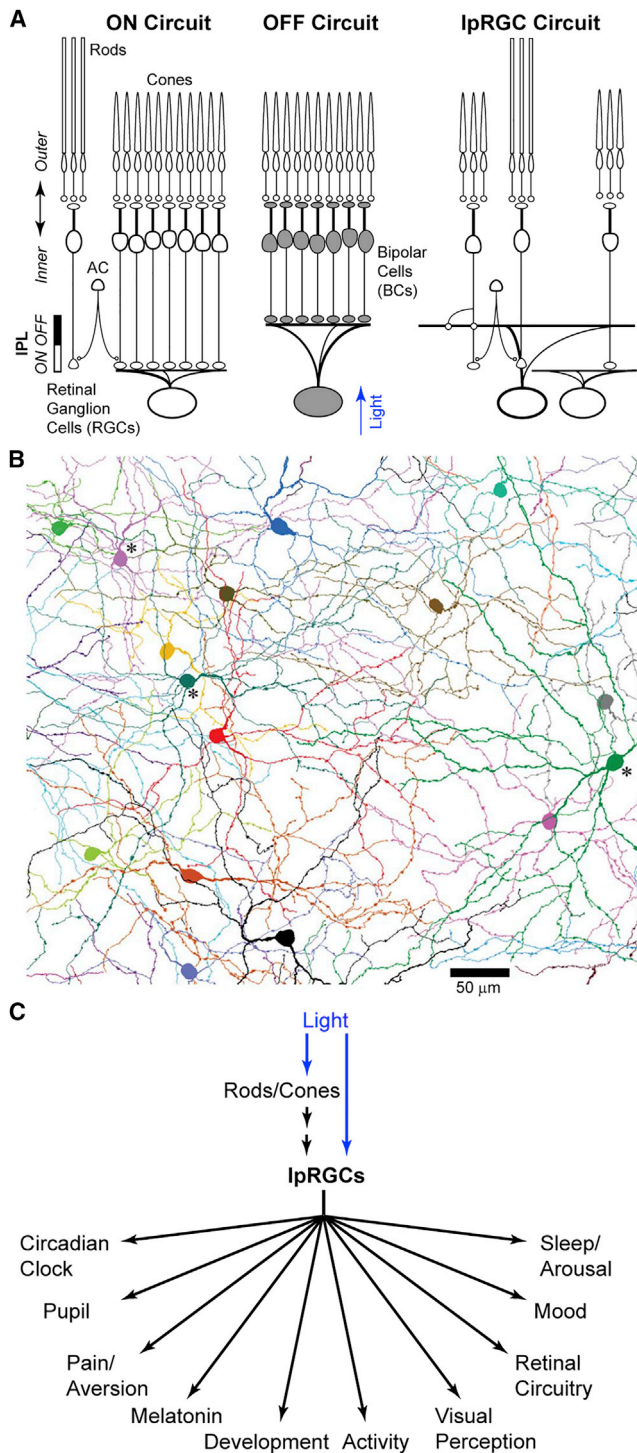 A
ON Circuit
OFF Circuit
IpRGC Circuit
Rods
Cones
Outer
Inner
AC
Bipolar
Cells
(BCs)
IPL
ON OFF
Retinal
Ganglion
Cells (RGCs)
Light
B
*
*
*
50 μm
C
Light
Rods/Cones
IpRGCs
Circadian
Clock
Sleep/
Arousal
Pupil
Mood
Pain/
Aversion
Retinal
Circuitry
Melatonin
Visual
Perception
Development
Activity